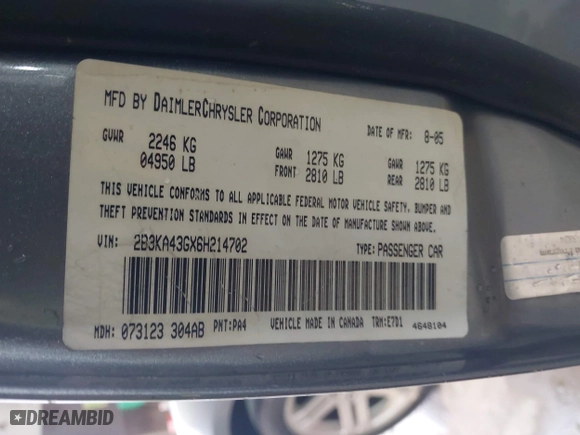 MFD BY DAIMLERCHRYSLER CORPORATION
DATE OF MFR: 8-05
GVWR 2246 KG
04950 LB
GAWR 1275 KG
FRONT 2810 LB
GAWR 1275 KG
REAR 2810 LB
THIS VEHICLE CONFORMS TO ALL APPLICABLE FEDERAL MOTOR VEHICLE SAFETY, BUMPER AND
THEFT PREVENTION STANDARDS IN EFFECT ON THE DATE OF MANUFACTURE SHOWN ABOVE.
VIN: 2B3KA43GX6H214702 TYPE: PASSENGER CAR
MDH: 073123 304AB PNT: PA4 VEHICLE MADE IN CANADA TRM: E7D1 4648104
DREAMBID